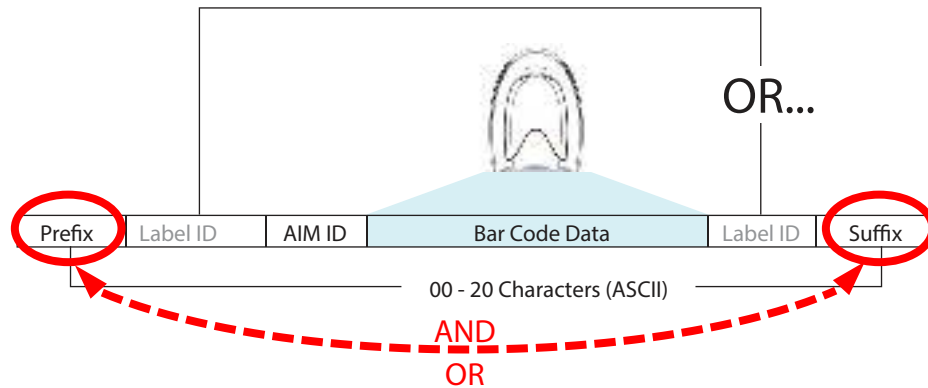 OR...
Prefix Label ID AIM ID Bar Code Data Label ID Suffix
00 - 20 Characters (ASCII)
AND
OR